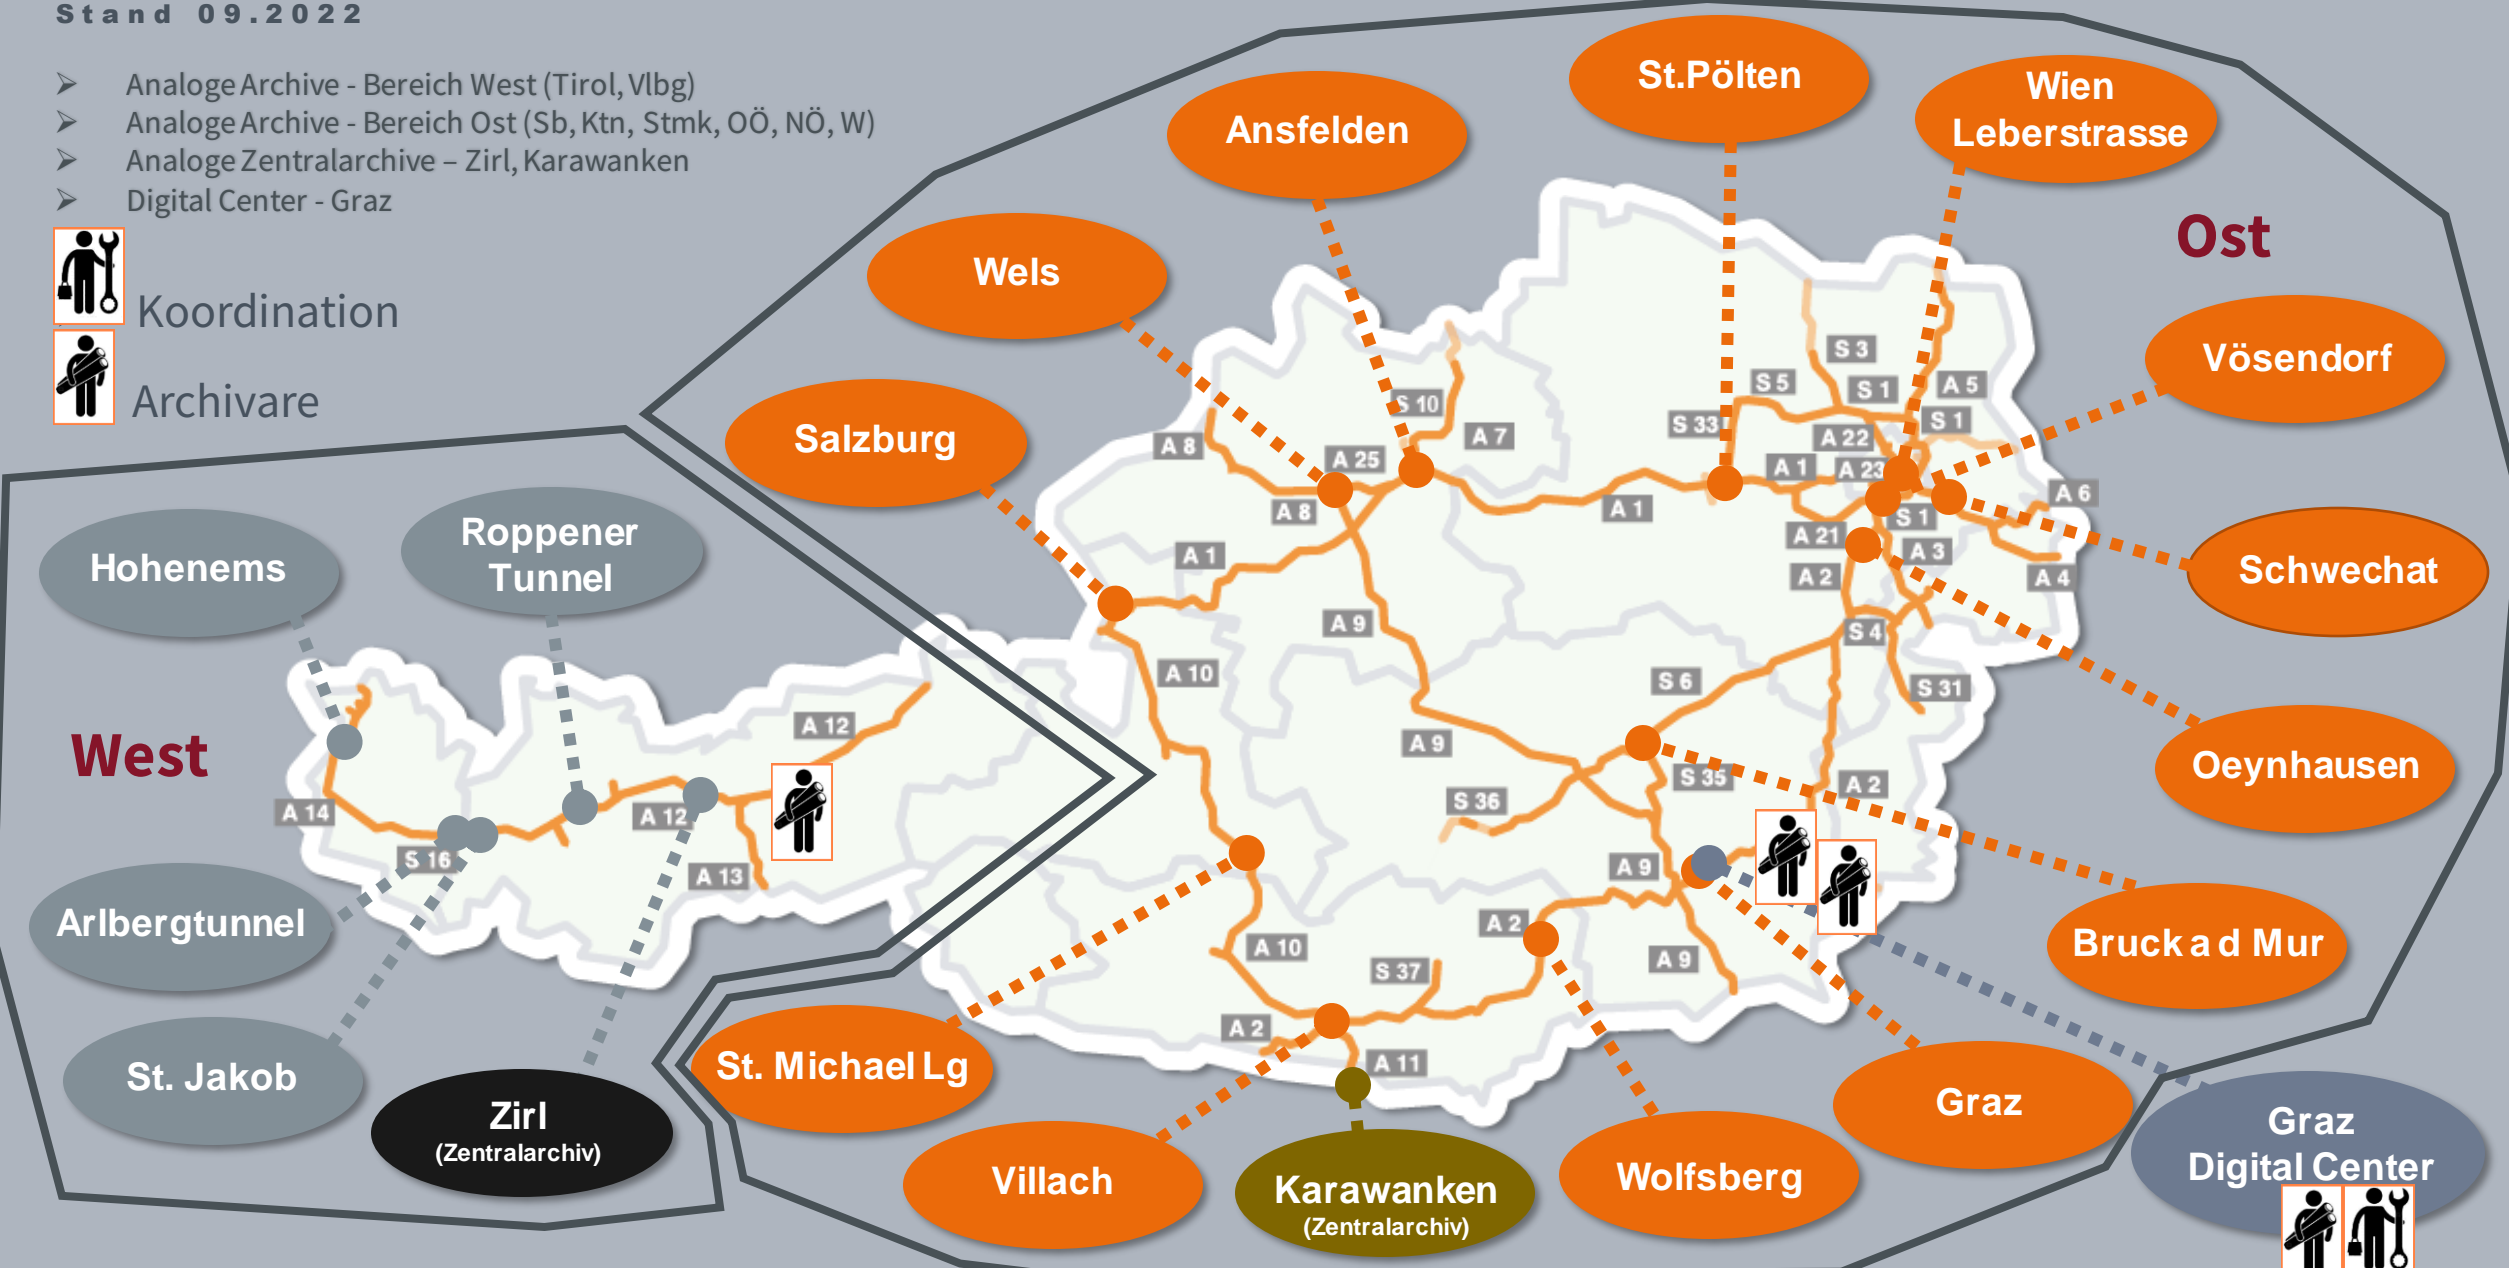 Stand 09.2022
Analoge Archive - Bereich West (Tirol, Vlbg)
Analoge Archive - Bereich Ost (Sb, Ktn, Stmk, OÖ, NÖ, W)
Analoge Zentralarchive – Zirl, Karawanken
Digital Center - Graz
Koordination
Archivare
St.Pölten
Wien
Leberstrasse
Ansfelden
Ost
Wels
Vösendorf
Salzburg
Schwechat
Oeynhausen
Bruck a d Mur
Graz
Graz
Digital Center
Wolfsberg
Karawanken
(Zentralarchiv)
Villach
St. Michael Lg
West
Hohenems
Roppener
Tunnel
Arlbergtunnel
St. Jakob
Zirl
(Zentralarchiv)
S 3
S 5
S 1
A 5
S 10
S 33
S 1
A 7
A 22
A 8
A 25
A 1
A 23
A 6
A 8
A 1
S 1
A 21
A 3
A 1
A 2
A 4
A 9
S 4
A 10
S 6
S 31
A 12
A 9
S 35
A 2
S 36
A 14
A 12
S 16
A 13
A 9
A 2
A 10
S 37
A 9
A 2
A 11